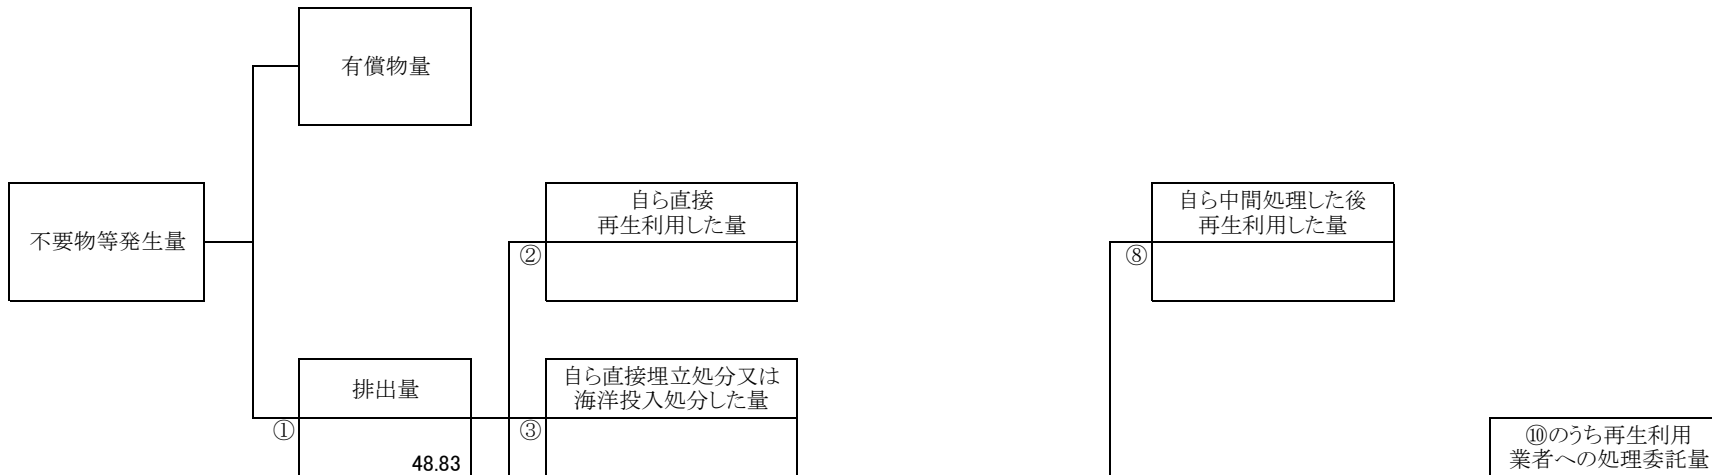 有償物量
不要物等発生量
自ら直接
再生利用した量
②
自ら中間処理した後
再生利用した量
⑧
排出量
①
48.83
自ら直接埋立処分又は
海洋投入処分した量
③
⑩のうち再生利用
業者への処理委託量